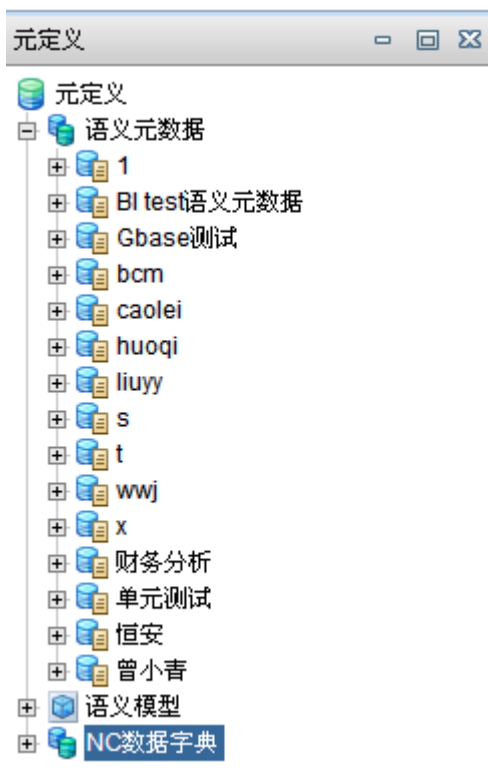 元定义
元定义
语义元数据
1
BI test语义元数据
Gbase测试
bcm
caolei
huoqi
liuyy
s
t
wwj
x
财务分析
单元测试
恒安
曾小青
语义模型
NC数据字典